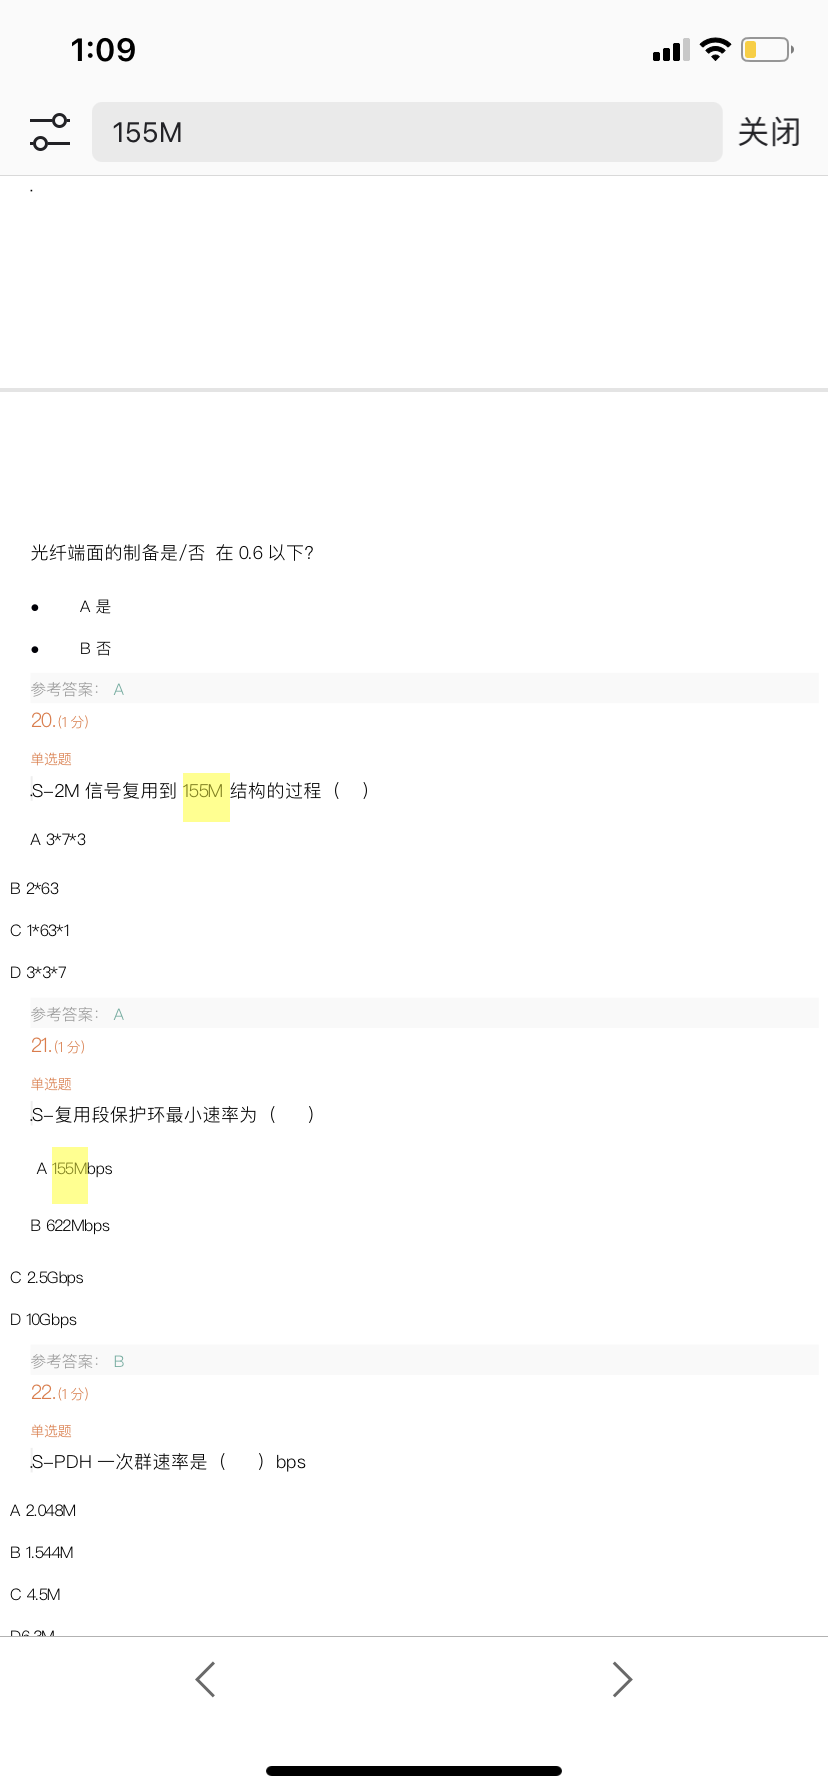 1:09
155M
关闭
.
光纤端面的制备是/否 在 0.6 以下?
● A 是
● B 否
参考答案: A
20.(1 分)
单选题
.S-2M 信号复用到 155M 结构的过程（ ）
A 3*7*3
B 2*63
C 1*63*1
D 3*3*7
参考答案: A
21.(1 分)
单选题
.S-复用段保护环最小速率为（ ）
A 155Mbps
B 622Mbps
C 2.5Gbps
D 10Gbps
参考答案: B
22.(1 分)
单选题
.S-PDH 一次群速率是（ ）bps
A 2.048M
B 1.544M
C 4.5M
D6.3M